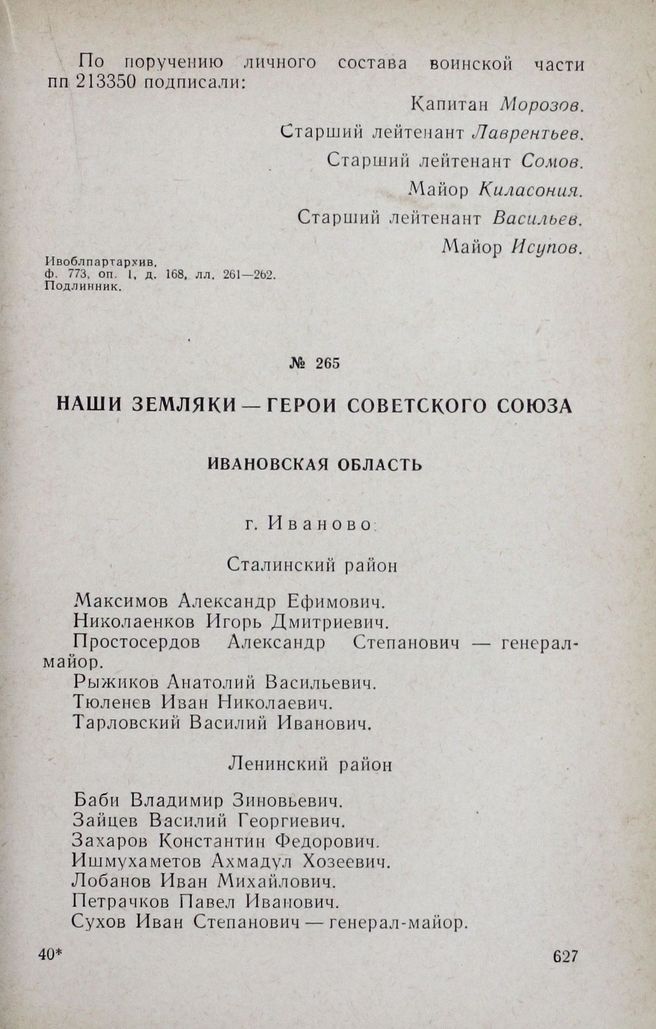 По поручению личного состава воинской части
пп 213350 подписали:
Капитан Морозов.
Старший лейтенант Лаврентьев.
Старший лейтенант Сомов.
Майор Киласония.
Старший лейтенант Васильев.
Майор Исупов.
Ивоблпартархив.
ф. 773, оп. 1, д. 168, лл. 261—262.
Подлинник.
№ 265
НАШИ ЗЕМЛЯКИ — ГЕРОИ СОВЕТСКОГО СОЮЗА
ИВАНОВСКАЯ ОБЛАСТЬ
г. Иваново:
Сталинский район
Максимов Александр Ефимович.
Николаенков Игорь Дмитриевич.
Простосердов Александр Степанович — генерал-
майор.
Рыжиков Анатолий Васильевич.
Тюленев Иван Николаевич.
Тарловский Василий Иванович.
Ленинский район
Баби Владимир Зиновьевич.
Зайцев Василий Георгиевич.
Захаров Константин Федорович.
Ишмухаметов Ахмадул Хозеевич.
Лобанов Иван Михайлович.
Петрачков Павел Иванович.
Сухов Иван Степанович — генерал-майор.
40*
627